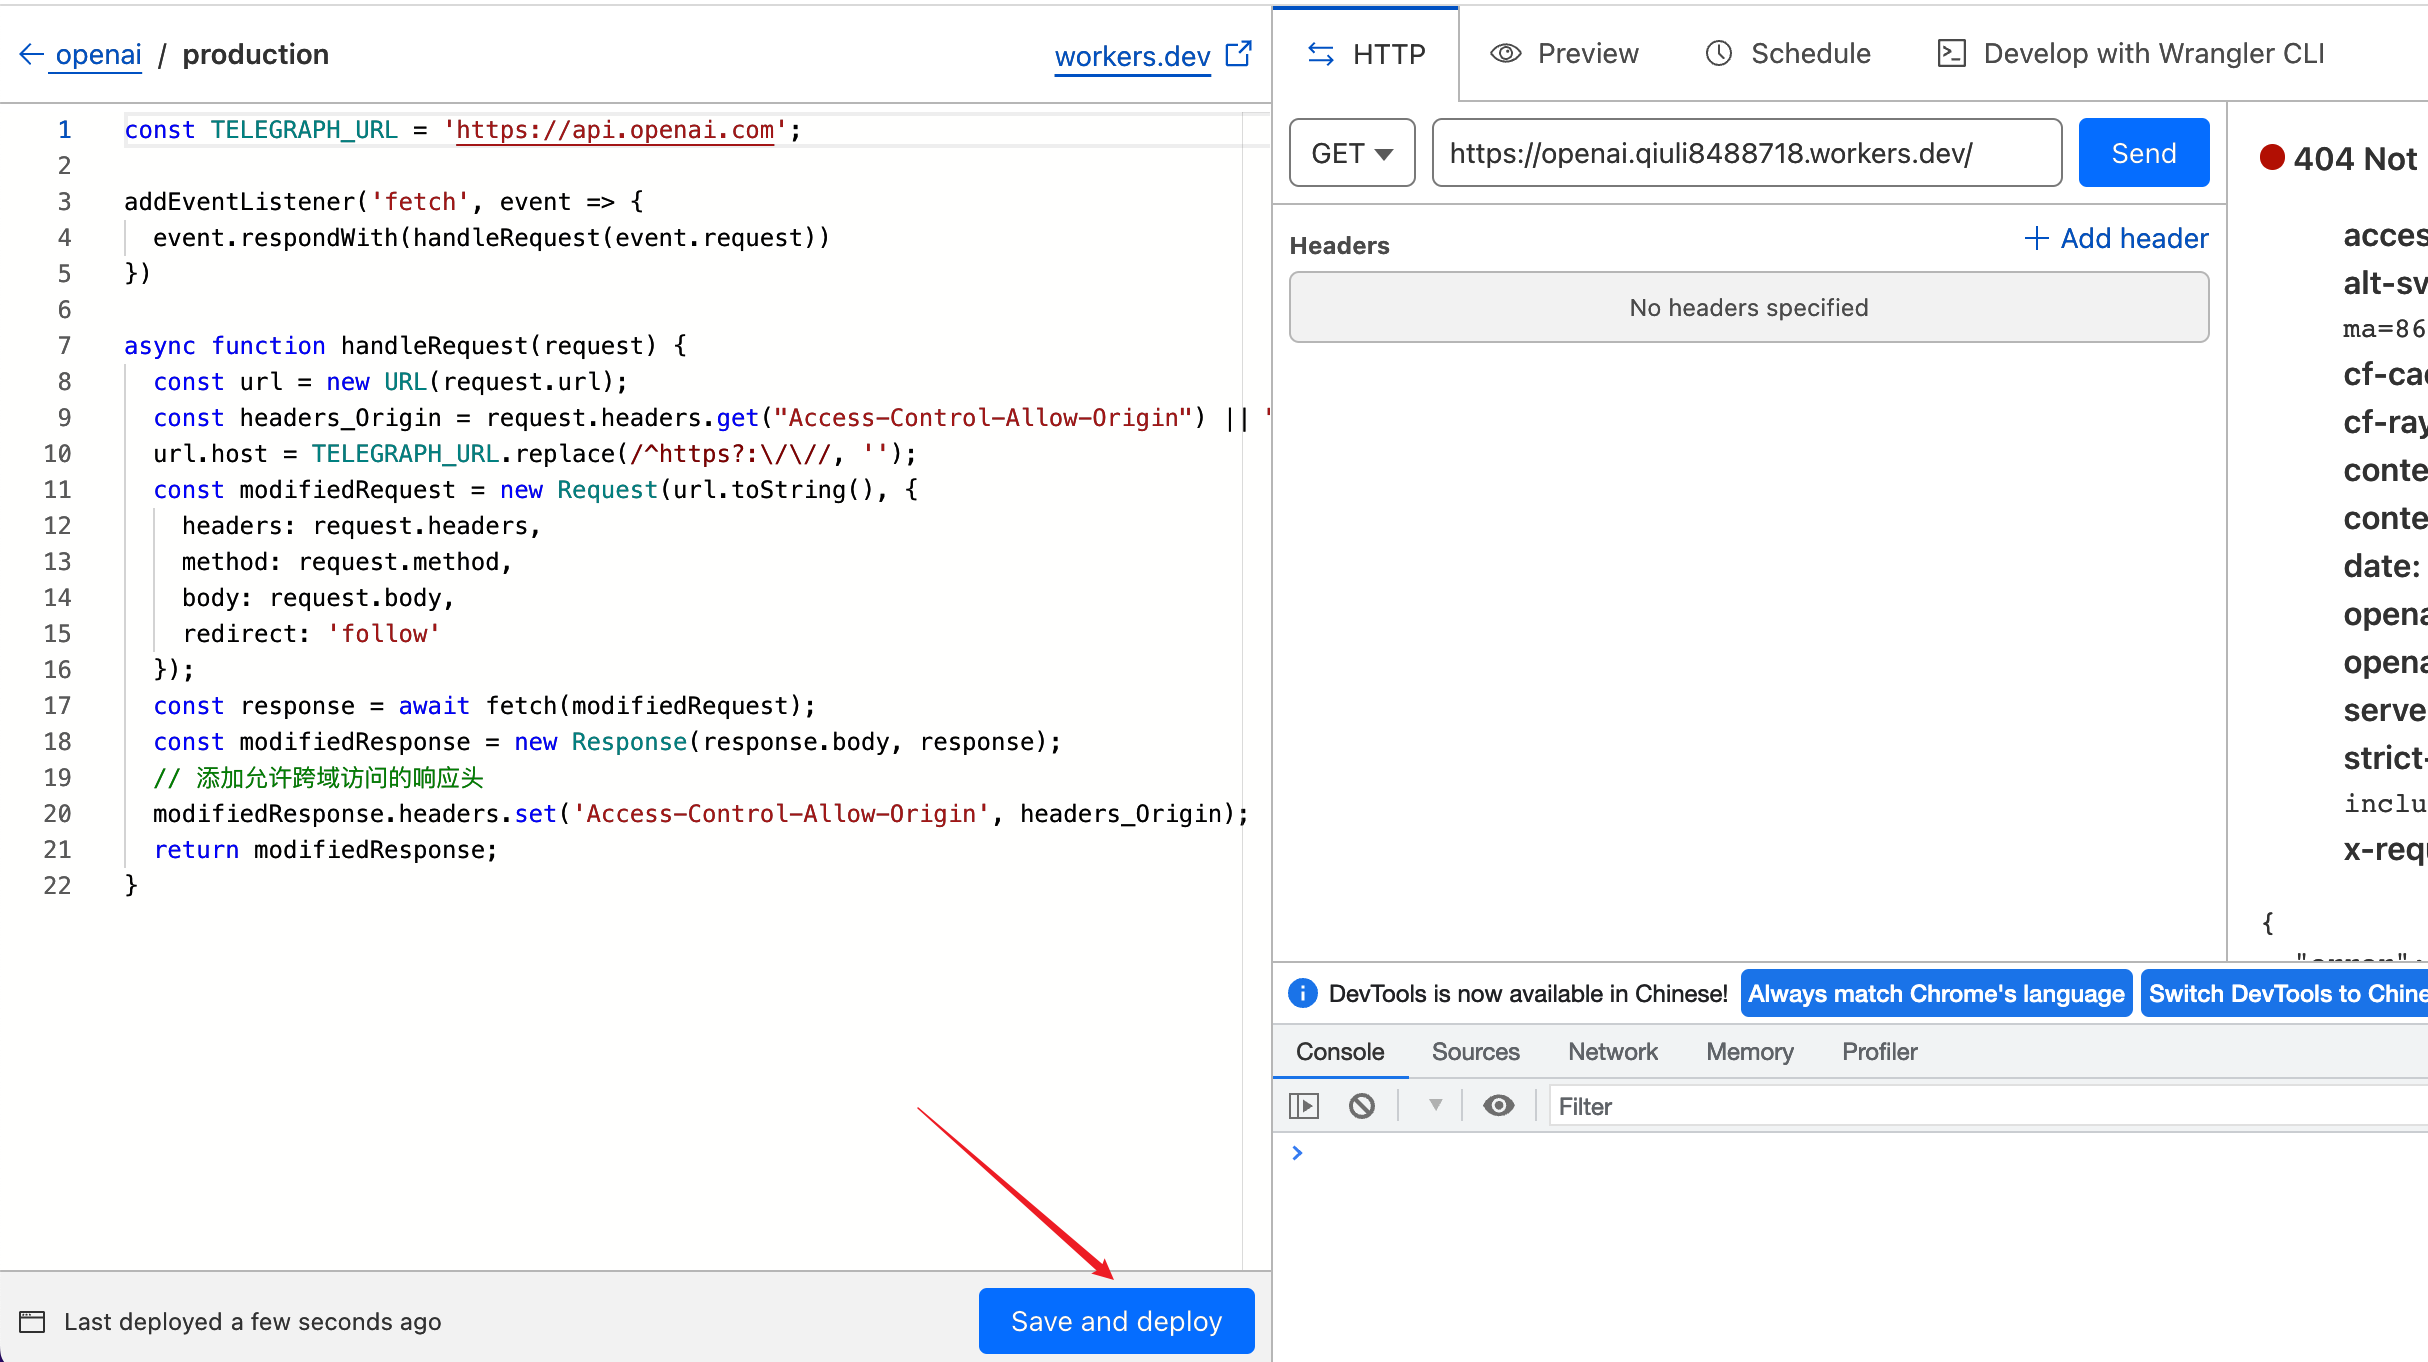 openai / production
workers.dev
1 const TELEGRAPH_URL = 'https://api.openai.com';
2
3 addEventListener('fetch', event => {
4 event.respondWith(handleRequest(event.request))
5 })
6
7 async function handleRequest(request) {
8 const url = new URL(request.url);
9 const headers_Origin = request.headers.get("Access-Control-Allow-Origin") || "
10 url.host = TELEGRAPH_URL.replace(/^https?:\/\//, '');
11 const modifiedRequest = new Request(url.toString(), {
12 headers: request.headers,
13 method: request.method,
14 body: request.body,
15 redirect: 'follow'
16 });
17 const response = await fetch(modifiedRequest);
18 const modifiedResponse = new Response(response.body, response);
19 // 添加允许跨域访问的响应头
20 modifiedResponse.headers.set('Access-Control-Allow-Origin', headers_Origin);
21 return modifiedResponse;
22 }
Last deployed a few seconds ago
Save and deploy
HTTP
Preview
Schedule
Develop with Wrangler CLI
GET
https://openai.qiuli8488718.workers.dev/
Send
Headers
Add header
No headers specified
404 Not
acces
alt-sv
ma=86
cf-cac
cf-ray
conte
conte
date:
opena
opena
serve
strict-
inclu
x-requ
{
"error":
DevTools is now available in Chinese!
Always match Chrome's language
Switch DevTools to Chine
Console
Sources
Network
Memory
Profiler
Filter